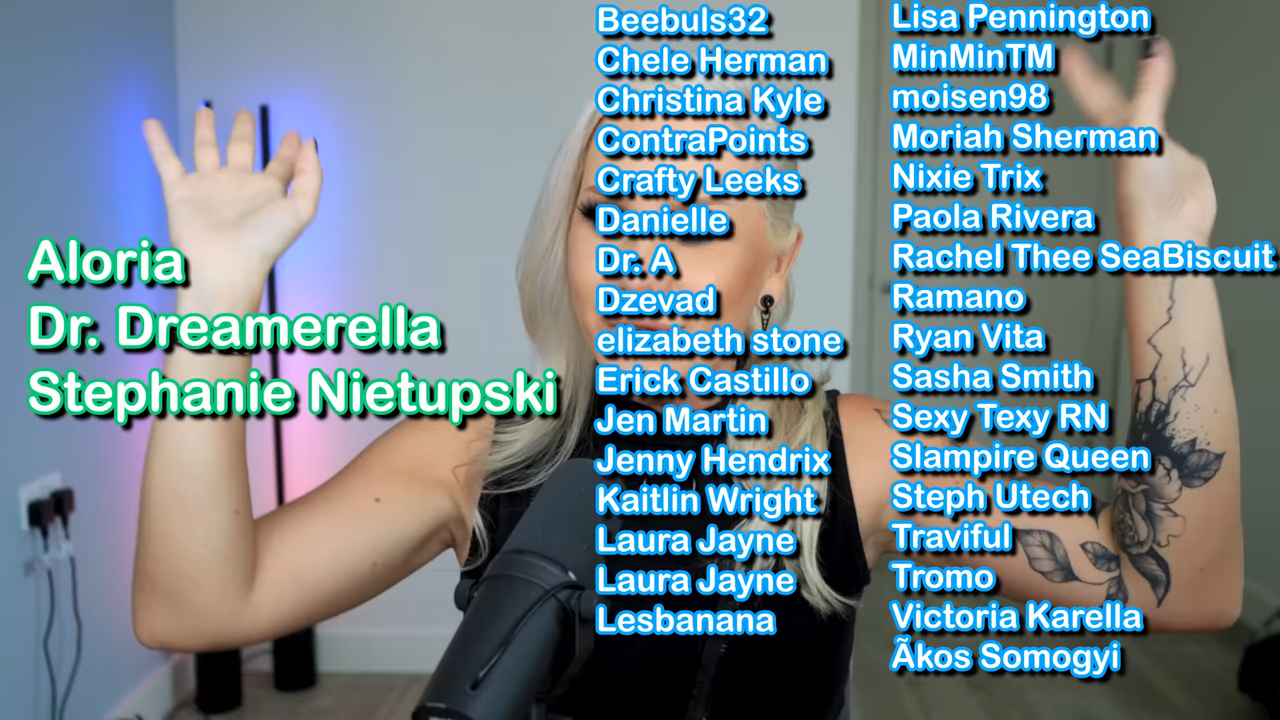 Aloria
Dr. Dreamerella
Stephanie Nietupski
Beebuls32
Chele Herman
Christina Kyle
ContraPoints
Crafty Leeks
Danielle
Dr. A
Dzevad
elizabeth stone
Erick Castillo
Jen Martin
Jenny Hendrix
Kaitlin Wright
Laura Jayne
Laura Jayne
Lesbanana
Lisa Pennington
MinMinTM
moisen98
Moriah Sherman
Nixie Trix
Paola Rivera
Rachel Thee SeaBiscuit
Ramano
Ryan Vita
Sasha Smith
Sexy Texy RN
Slampire Queen
Steph Utech
Traviful
Tromo
Victoria Karella
Ãkos Somogyi